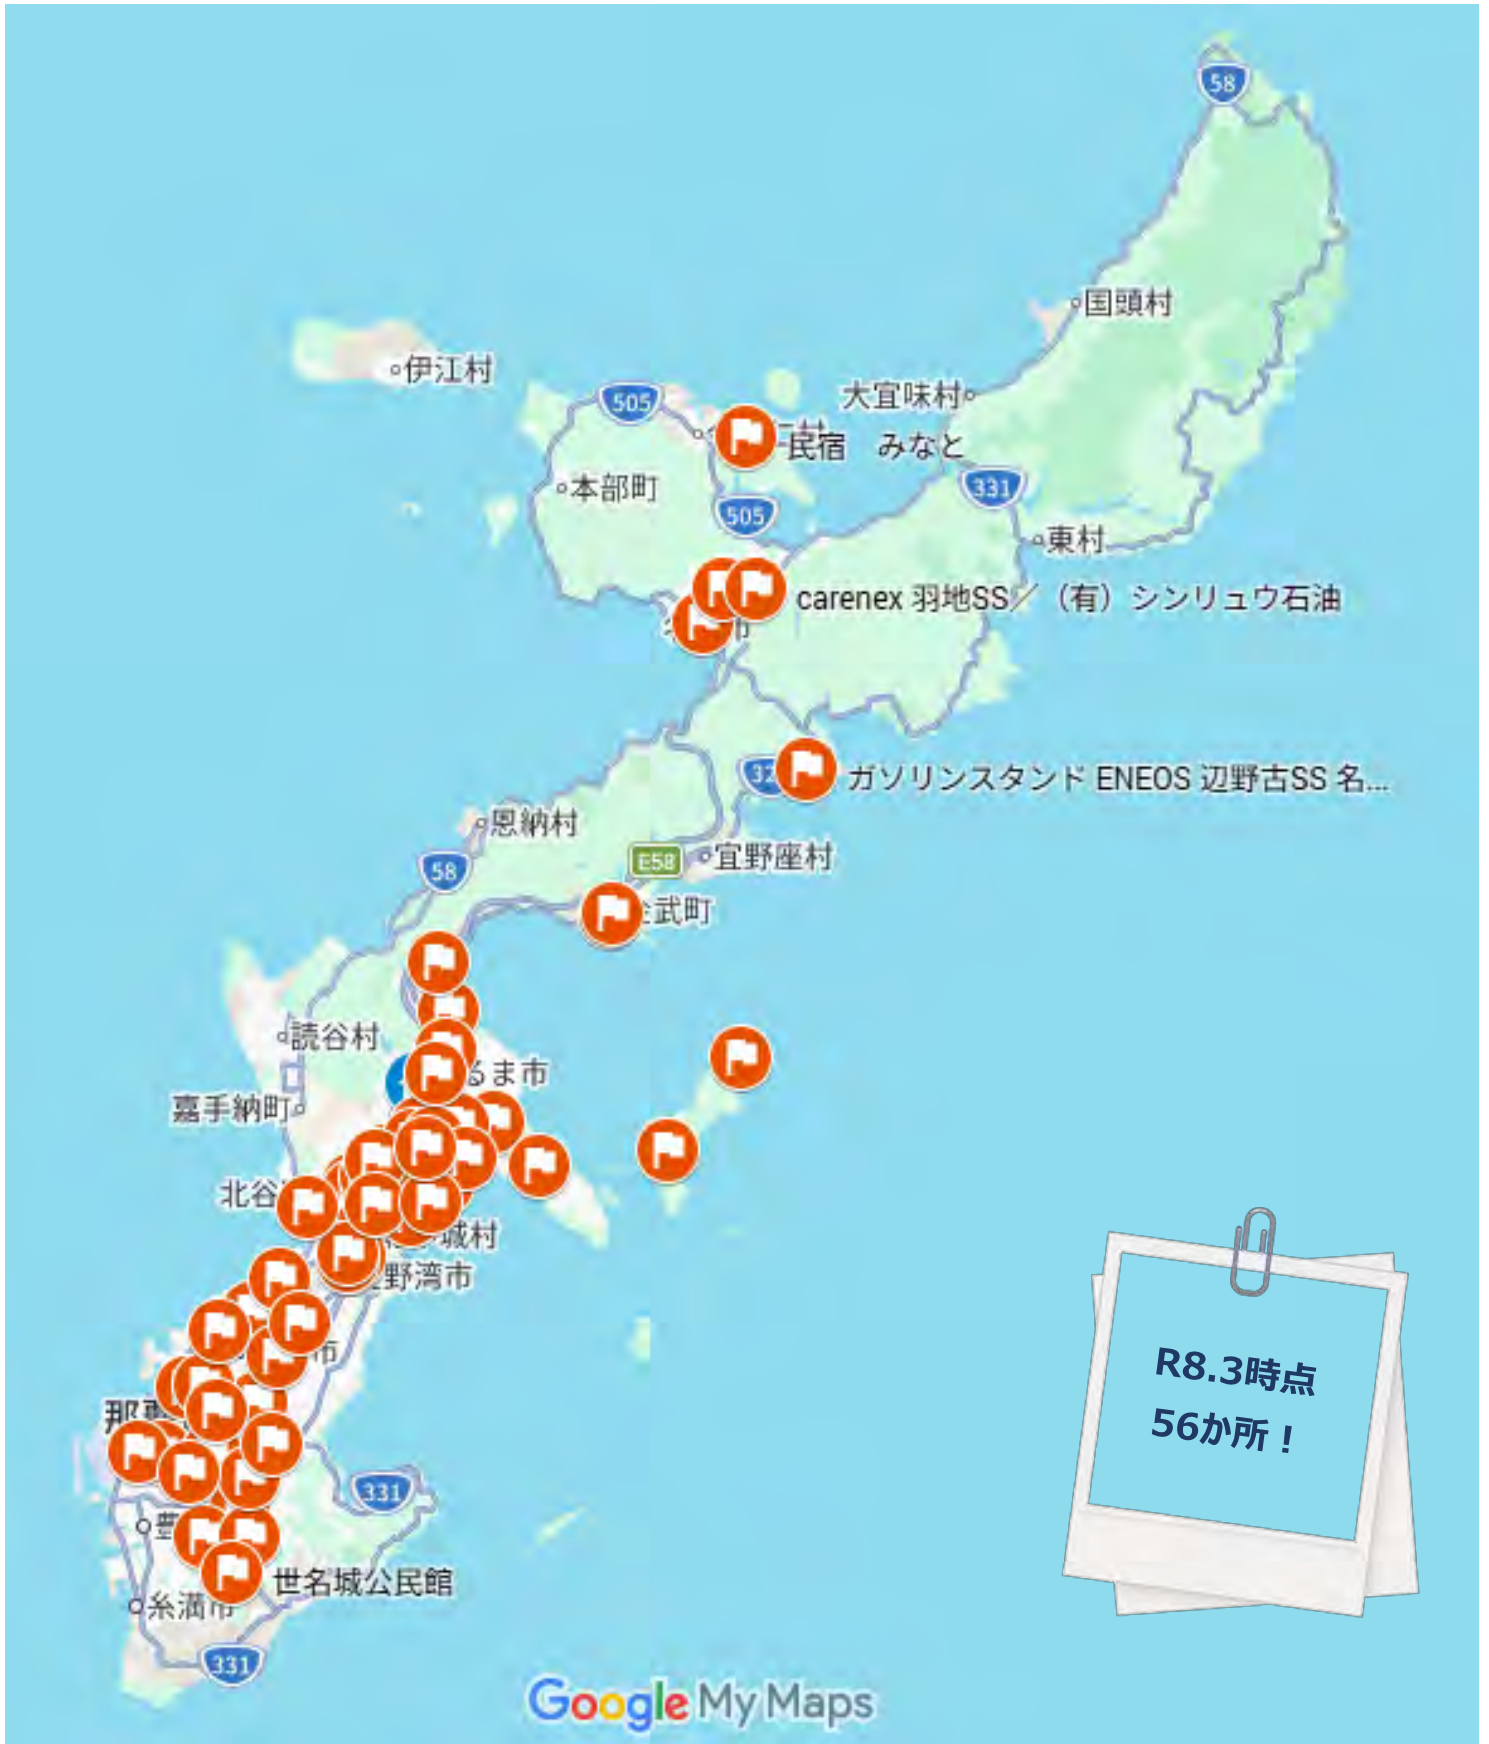 58
国頭村
伊江村
大宜味村
505
民宿　みなと
331
本部町
505
東村
carenex 羽地SS／（有）シンリュウ石油
ガソリンスタンド ENEOS 辺野古SS 名...
恩納村
宜野座村
E58
58
武町
読谷村
るま市
嘉手納町
北谷
城村
野湾市
市
R8.3時点
56か所！
那覇
331
豊
世名城公民館
糸満市
331
Google My Maps